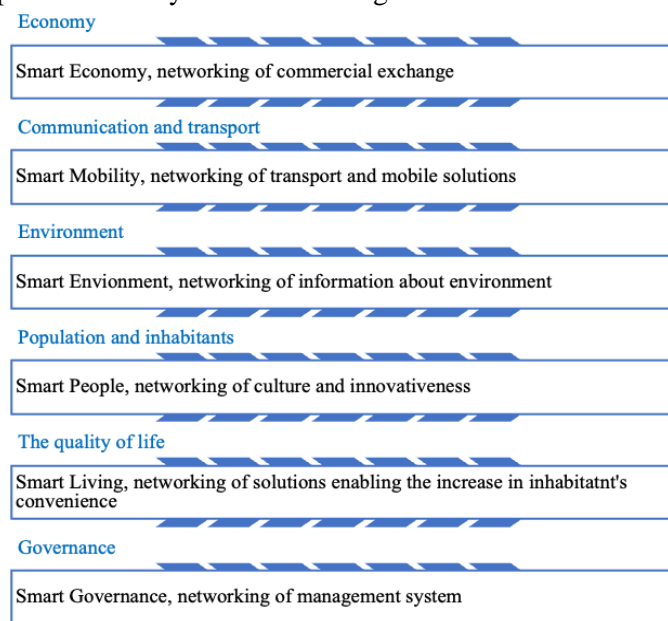 Economy
Smart Economy, networking of commercial exchange
Communication and transport
Smart Mobility, networking of transport and mobile solutions
Environment
Smart Envionment, networking of information about environment
Population and inhabitants
Smart People, networking of culture and innovativeness
The quality of life
Smart Living, networking of solutions enabling the increase in inhabitatnt's
convenience
Governance
Smart Governance, networking of management system